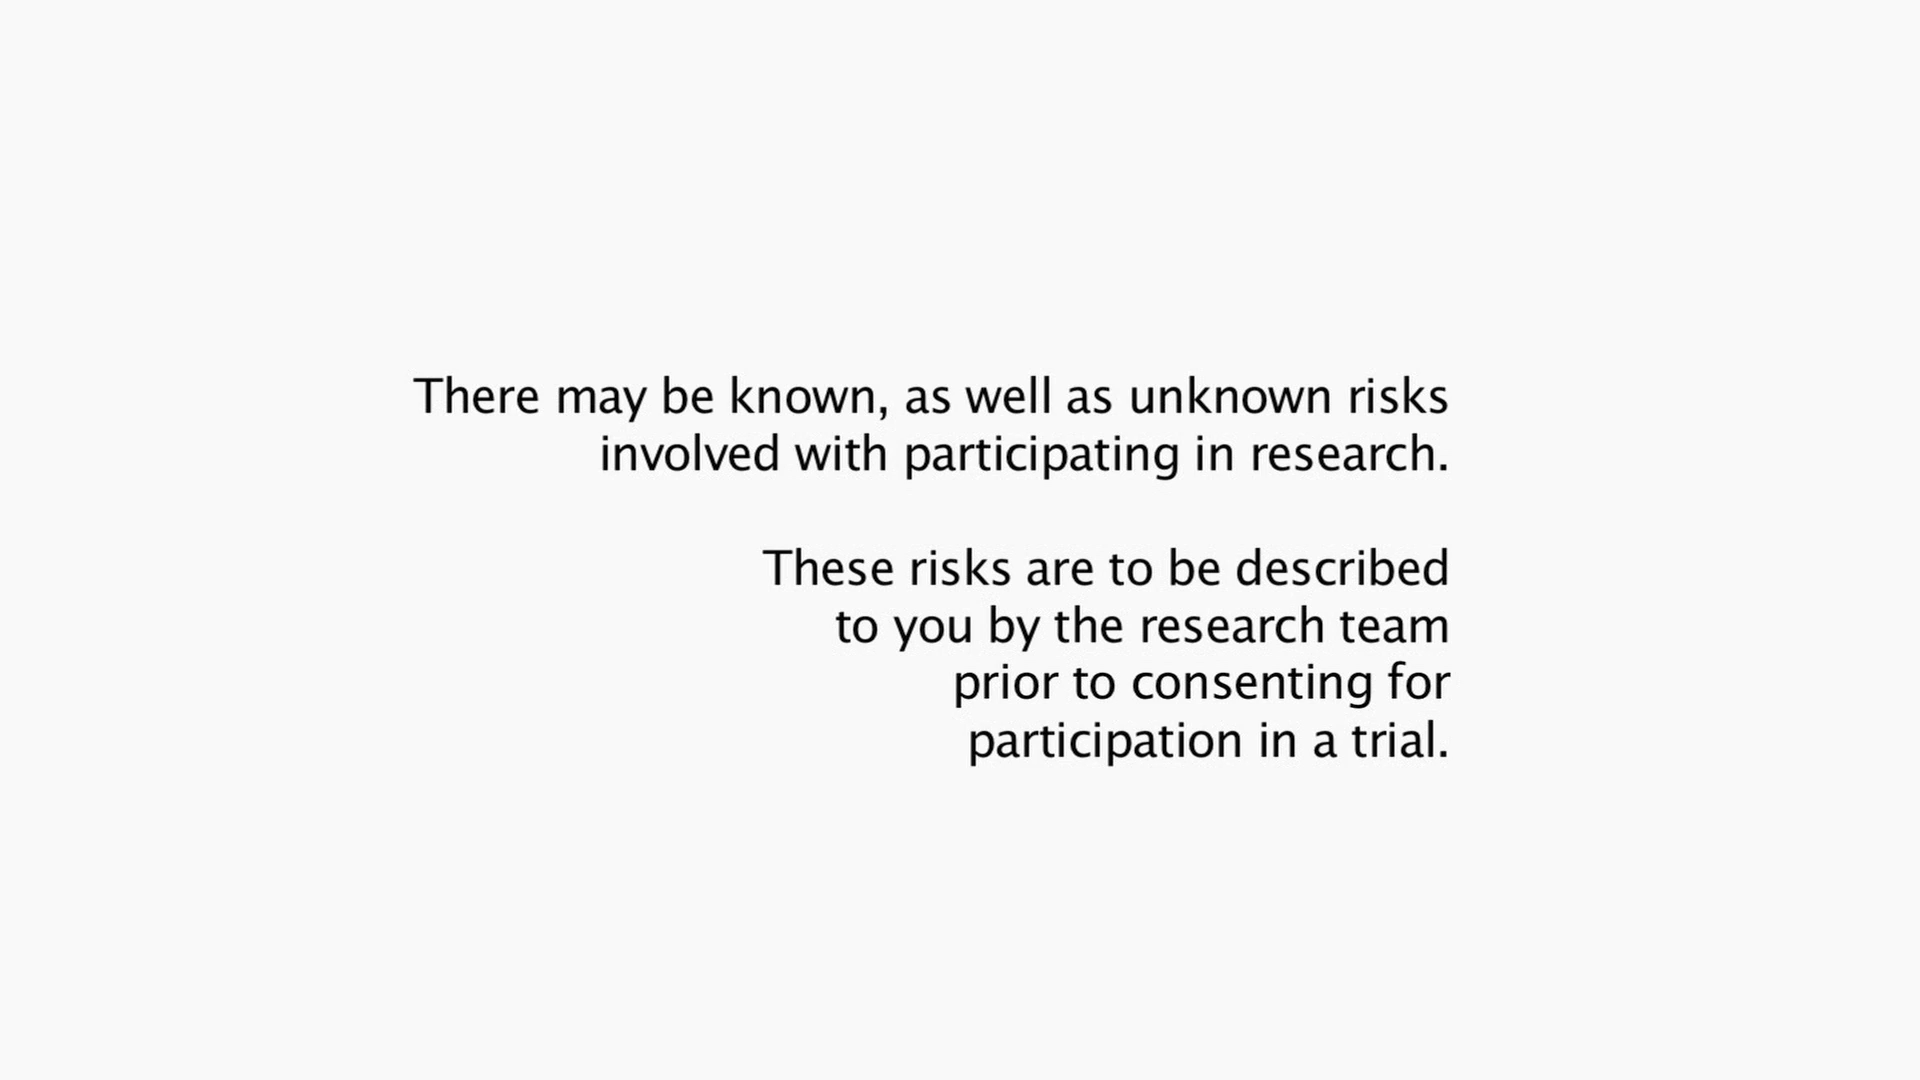 There may be known, as well as unknown risks
involved with participating in research.
These risks are to be described
to you by the research team
prior to consenting for
participation in a trial.